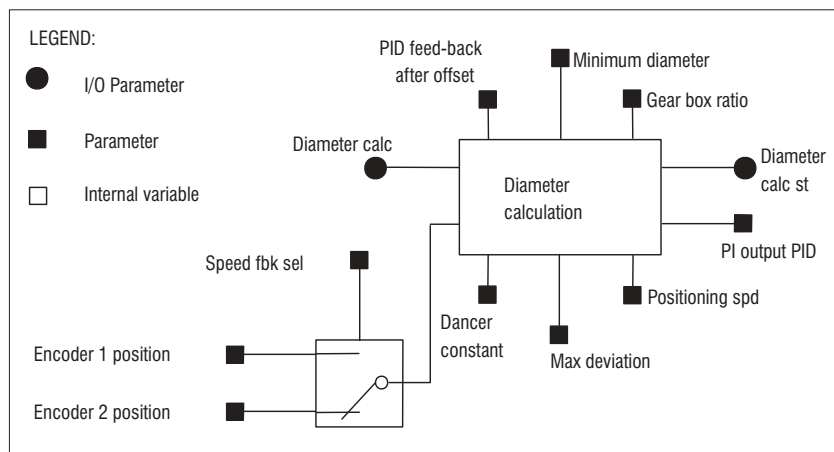 LEGEND:
I/O Parameter
Parameter
Internal variable
PID feed-back
after offset
Minimum diameter
Gear box ratio
Diameter calc
Diameter
calculation
Diameter
calc st
PI output PID
Speed fbk sel
Positioning spd
Dancer
constant
Max deviation
Encoder 1 position
Encoder 2 position